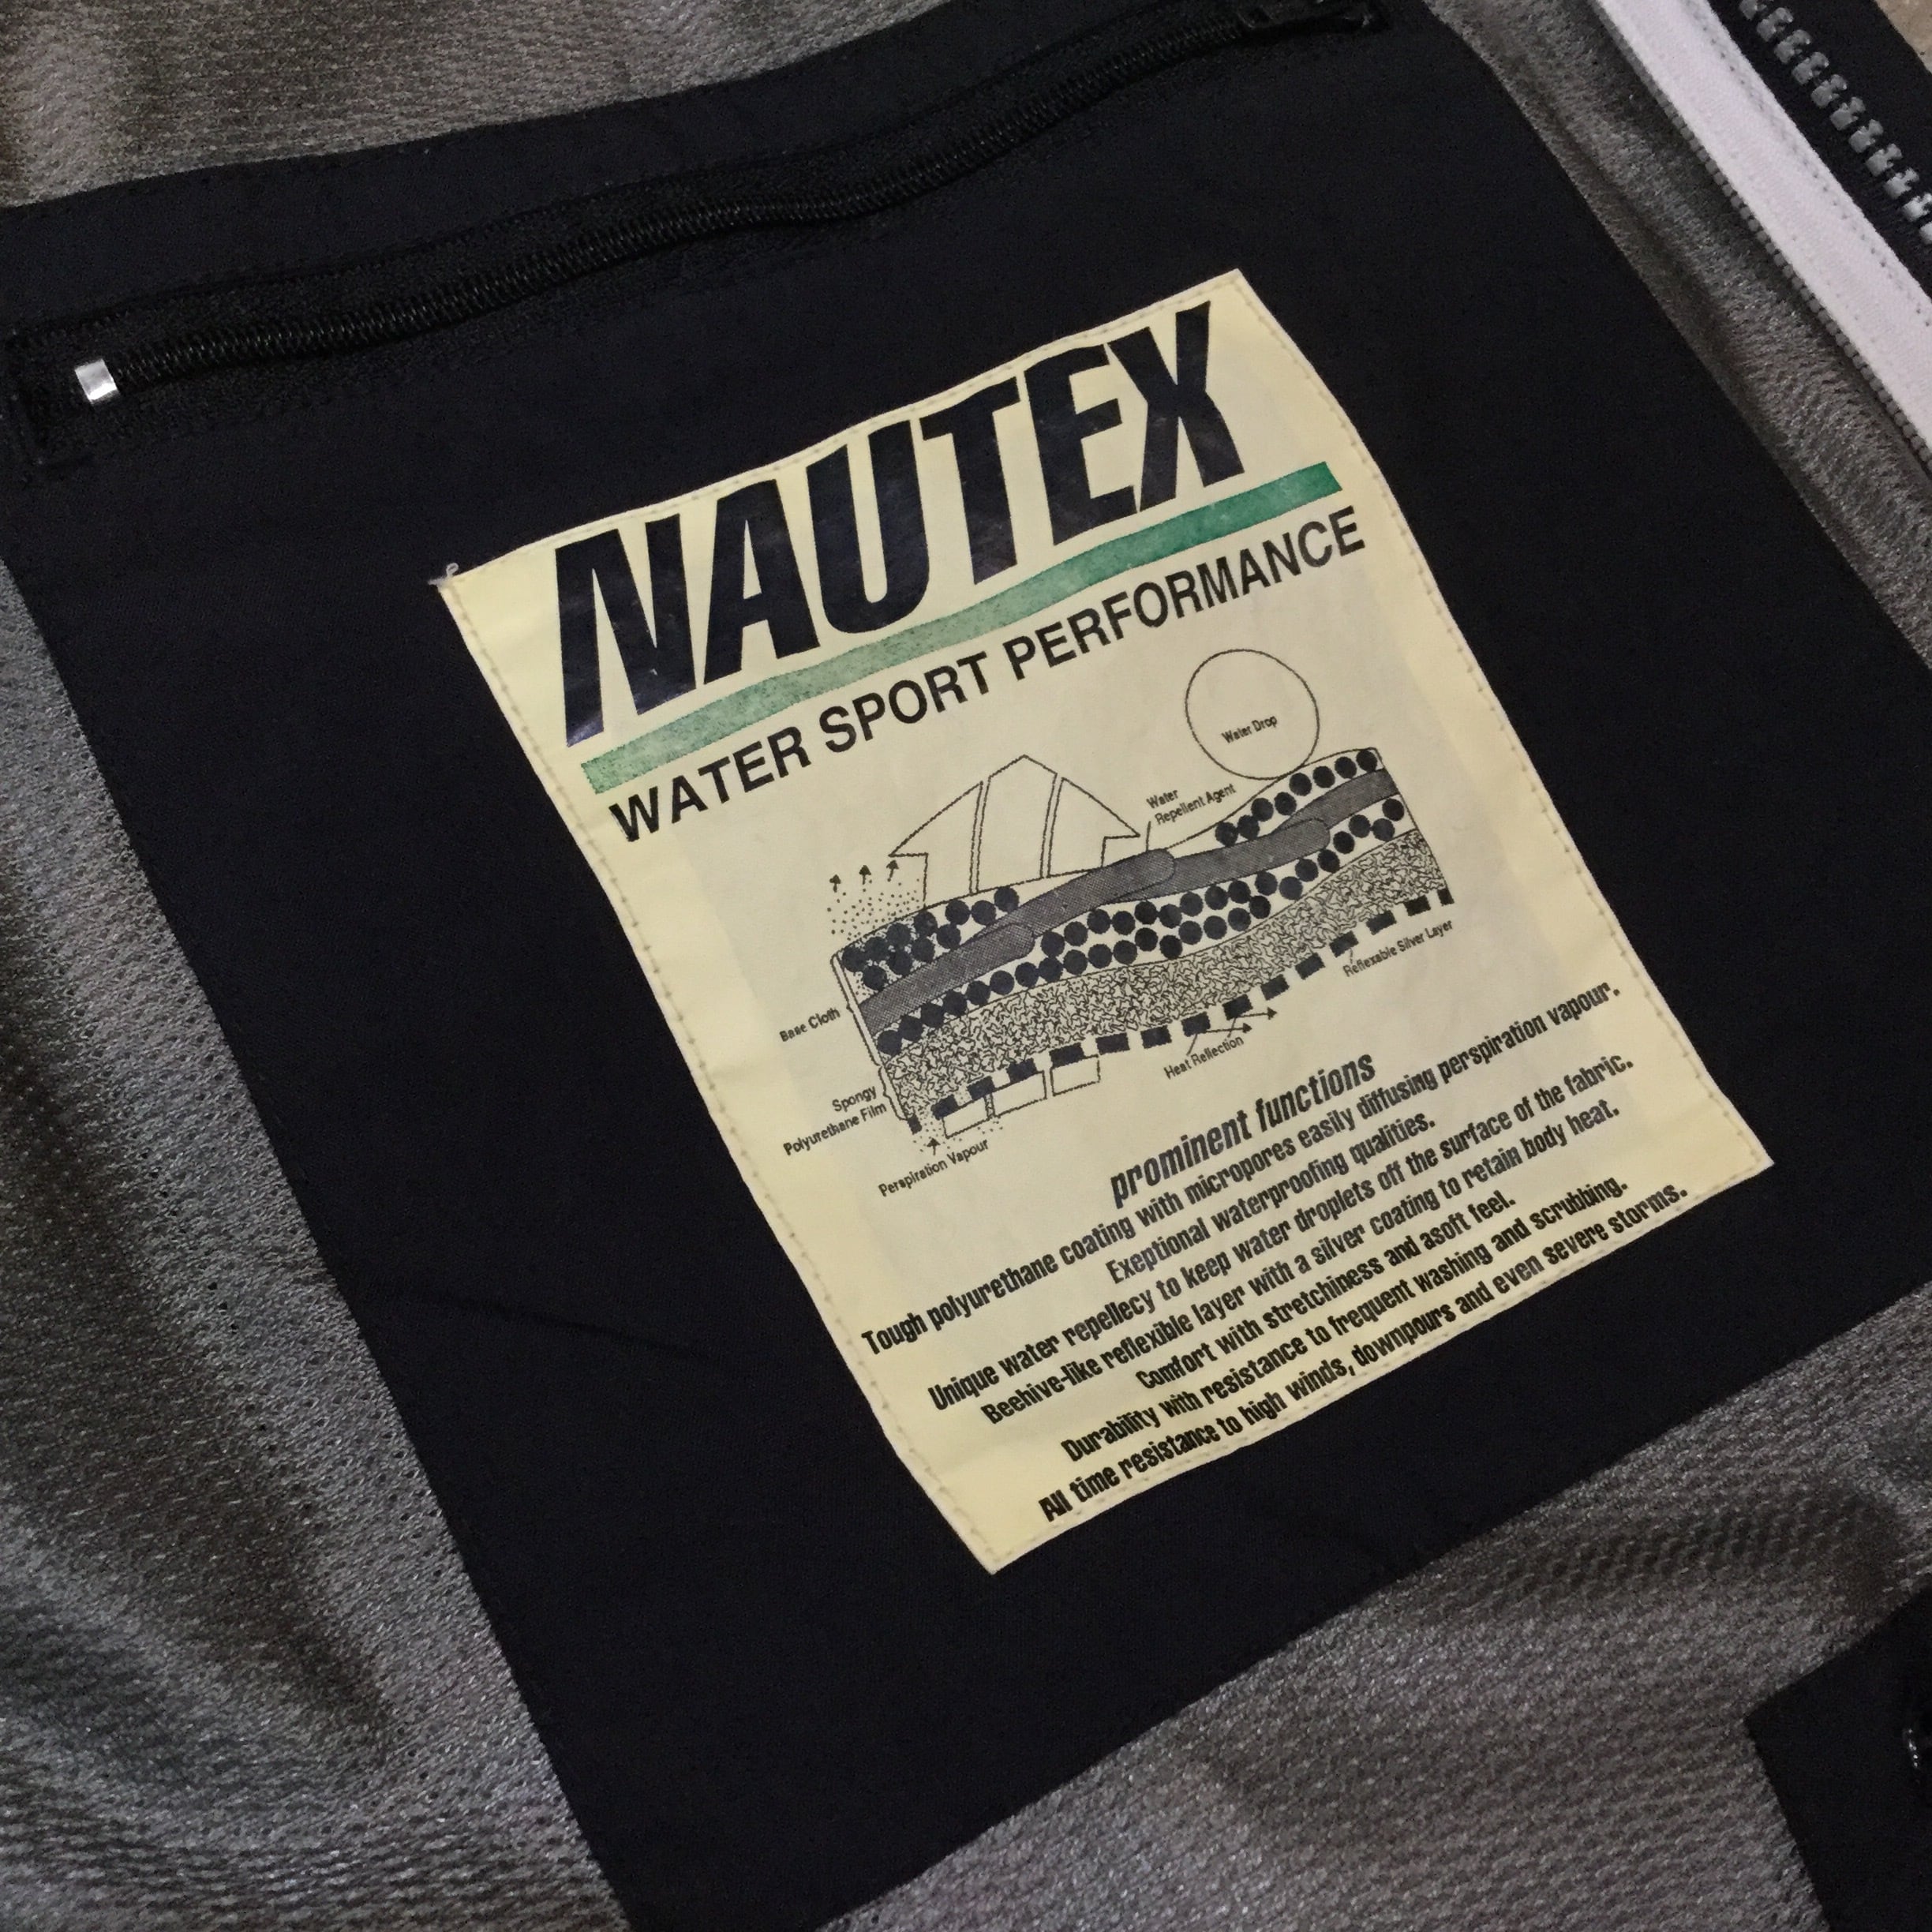 NAUTEX
WATER SPORT PERFORMANCE
Water Drop
Water
Repellent Agent
Base Cloth
Reflexable Silver Layer
Heat Reflection
Spongy
Polyurethane Film
Perspiration Vapour
prominent functions
Tough polyurethane coating with micropores easily diffusing perspiration vapour.
Exeptional waterproofing qualities.
Unique water repellecy to keep water droplets off the surface of the fabric.
Beehive-like reflexible layer with a silver coating to retain body heat.
Comfort with stretchiness and asoft feel.
Durability with resistance to frequent washing and scrubbing.
All time resistance to high winds, downpours and even severe storms.